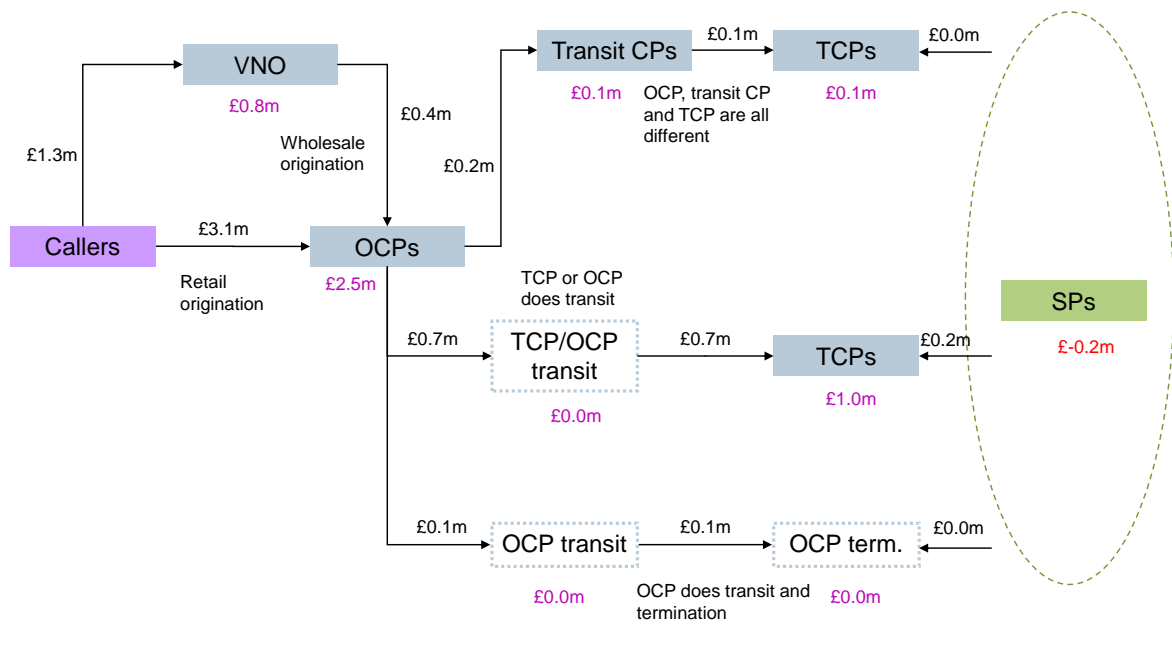 £0.1m
£0.0m
Transit CPs
TCPs
VNO
£0.1m
OCP, transit CP
and TCP are all
different
£0.1m
£0.8m
£0.4m
Wholesale
origination
£1.3m
£0.2m
£3.1m
Callers
OCPs
Retail
origination
£2.5m
TCP or OCP
does transit
SPs
£0.7m
TCP/OCP
transit
£0.7m
TCPs
£0.2m
£-0.2m
£0.0m
£1.0m
£0.1m
OCP transit
£0.1m
OCP term.
£0.0m
£0.0m
OCP does transit and
termination
£0.0m